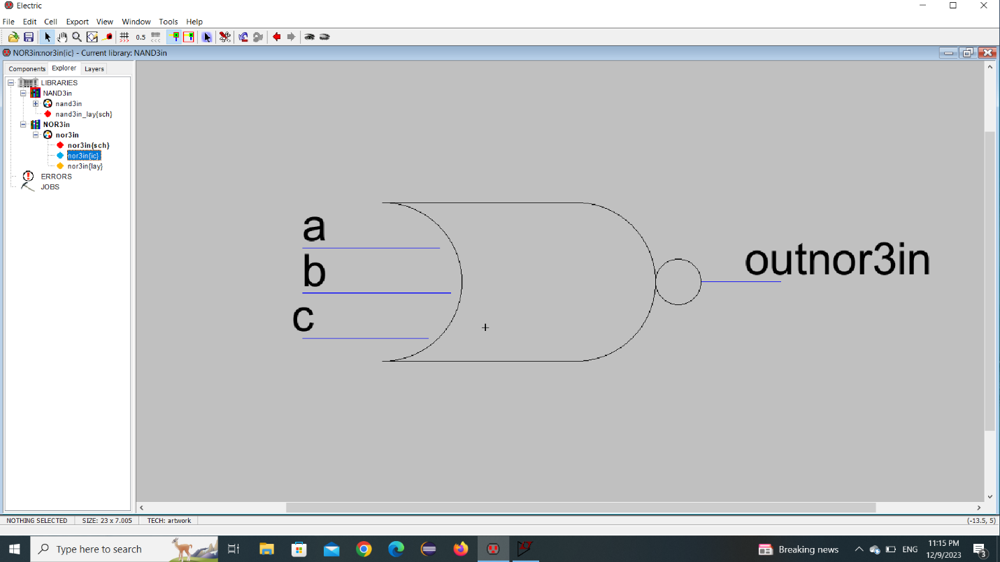 Electric
File Edit Cell Export View Window Tools Help
0.5
NOR3in:nor3in{ic} - Current library: NAND3in
Components Explorer Layers
LIBRARIES
NAND3in
nand3in
nand3in_lay{sch}
NOR3in
nor3in
nor3in{sch}
nor3in{ic}
nor3in{lay}
ERRORS
JOBS
a
b
c
outnor3in
NOTHING SELECTED SIZE: 23 x 7.005 TECH: artwork (-13.5, 5)
Type here to search
Breaking news
ENG
11:15 PM
12/9/2023
3